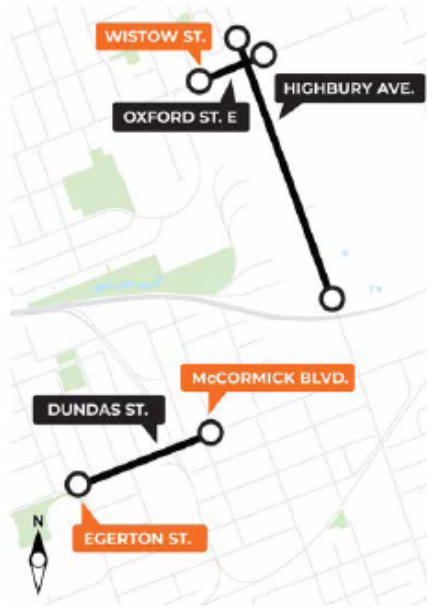 WISTOW ST.
HIGHBURY AVE.
OXFORD ST. E
McCORMICK BLVD.
DUNDAS ST.
EGERTON ST.
N